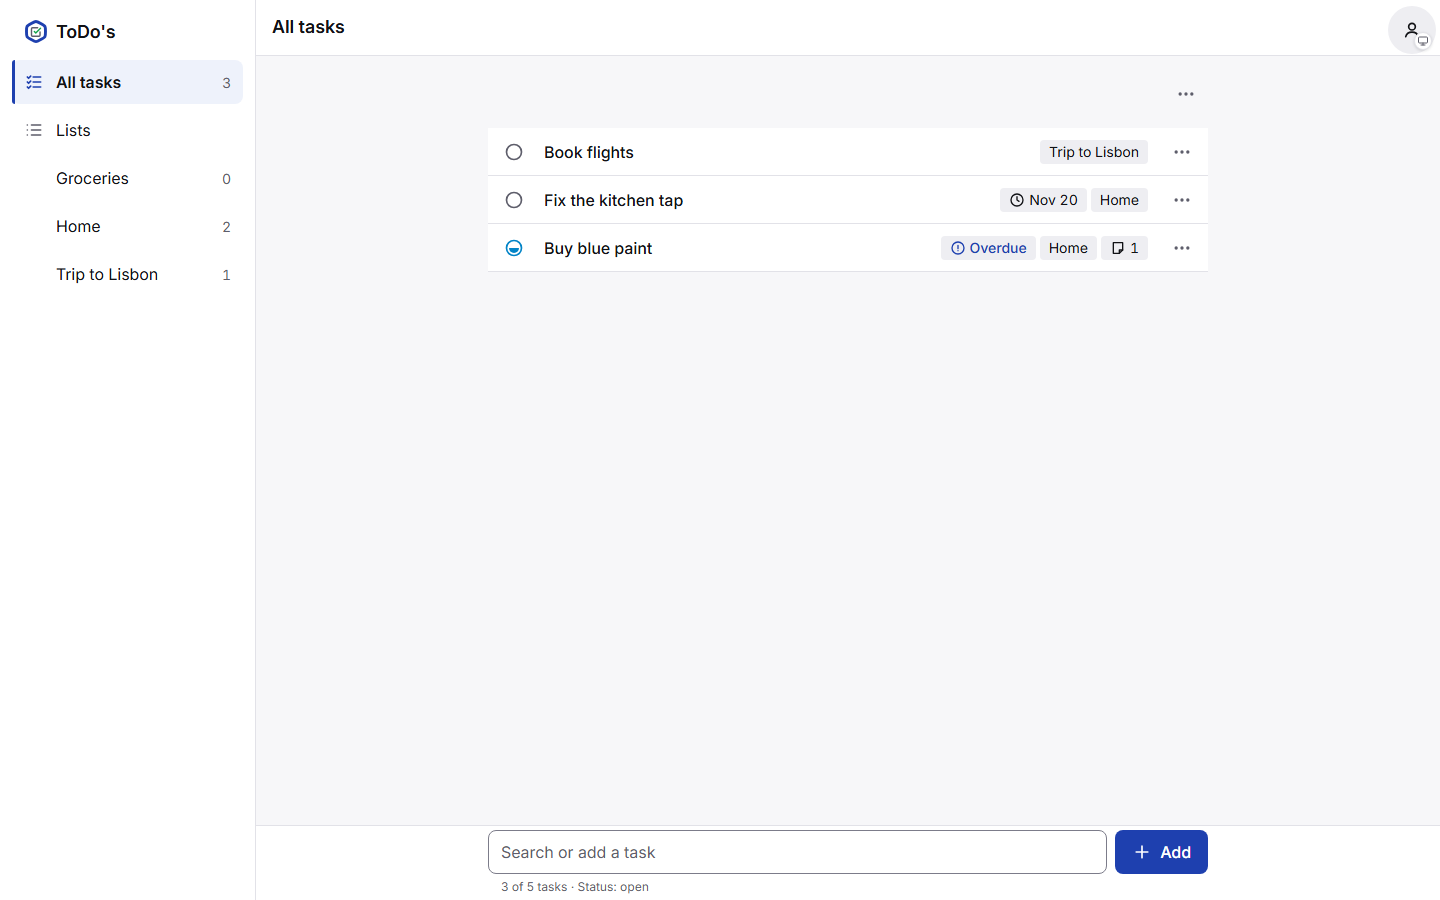 ToDo's
All tasks 3
Lists
Groceries 0
Home 2
Trip to Lisbon 1
All tasks
Book flights Trip to Lisbon
Fix the kitchen tap Nov 20 Home
Buy blue paint Overdue Home 1
Search or add a task Add
3 of 5 tasks · Status: open